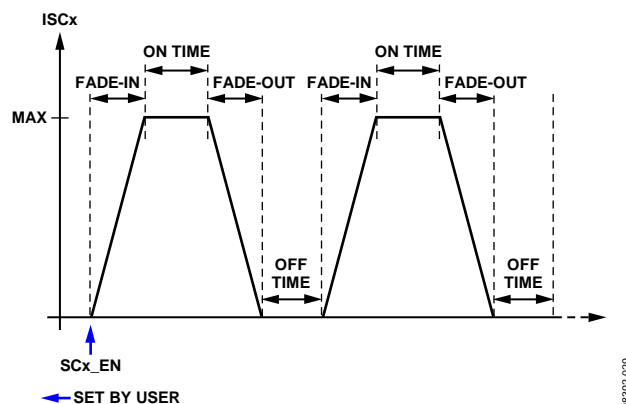 ISCx
ON TIME
ON TIME
FADE-IN
FADE-OUT
FADE-IN
FADE-OUT
MAX
OFF
TIME
OFF
TIME
SCx_EN
SET BY USER